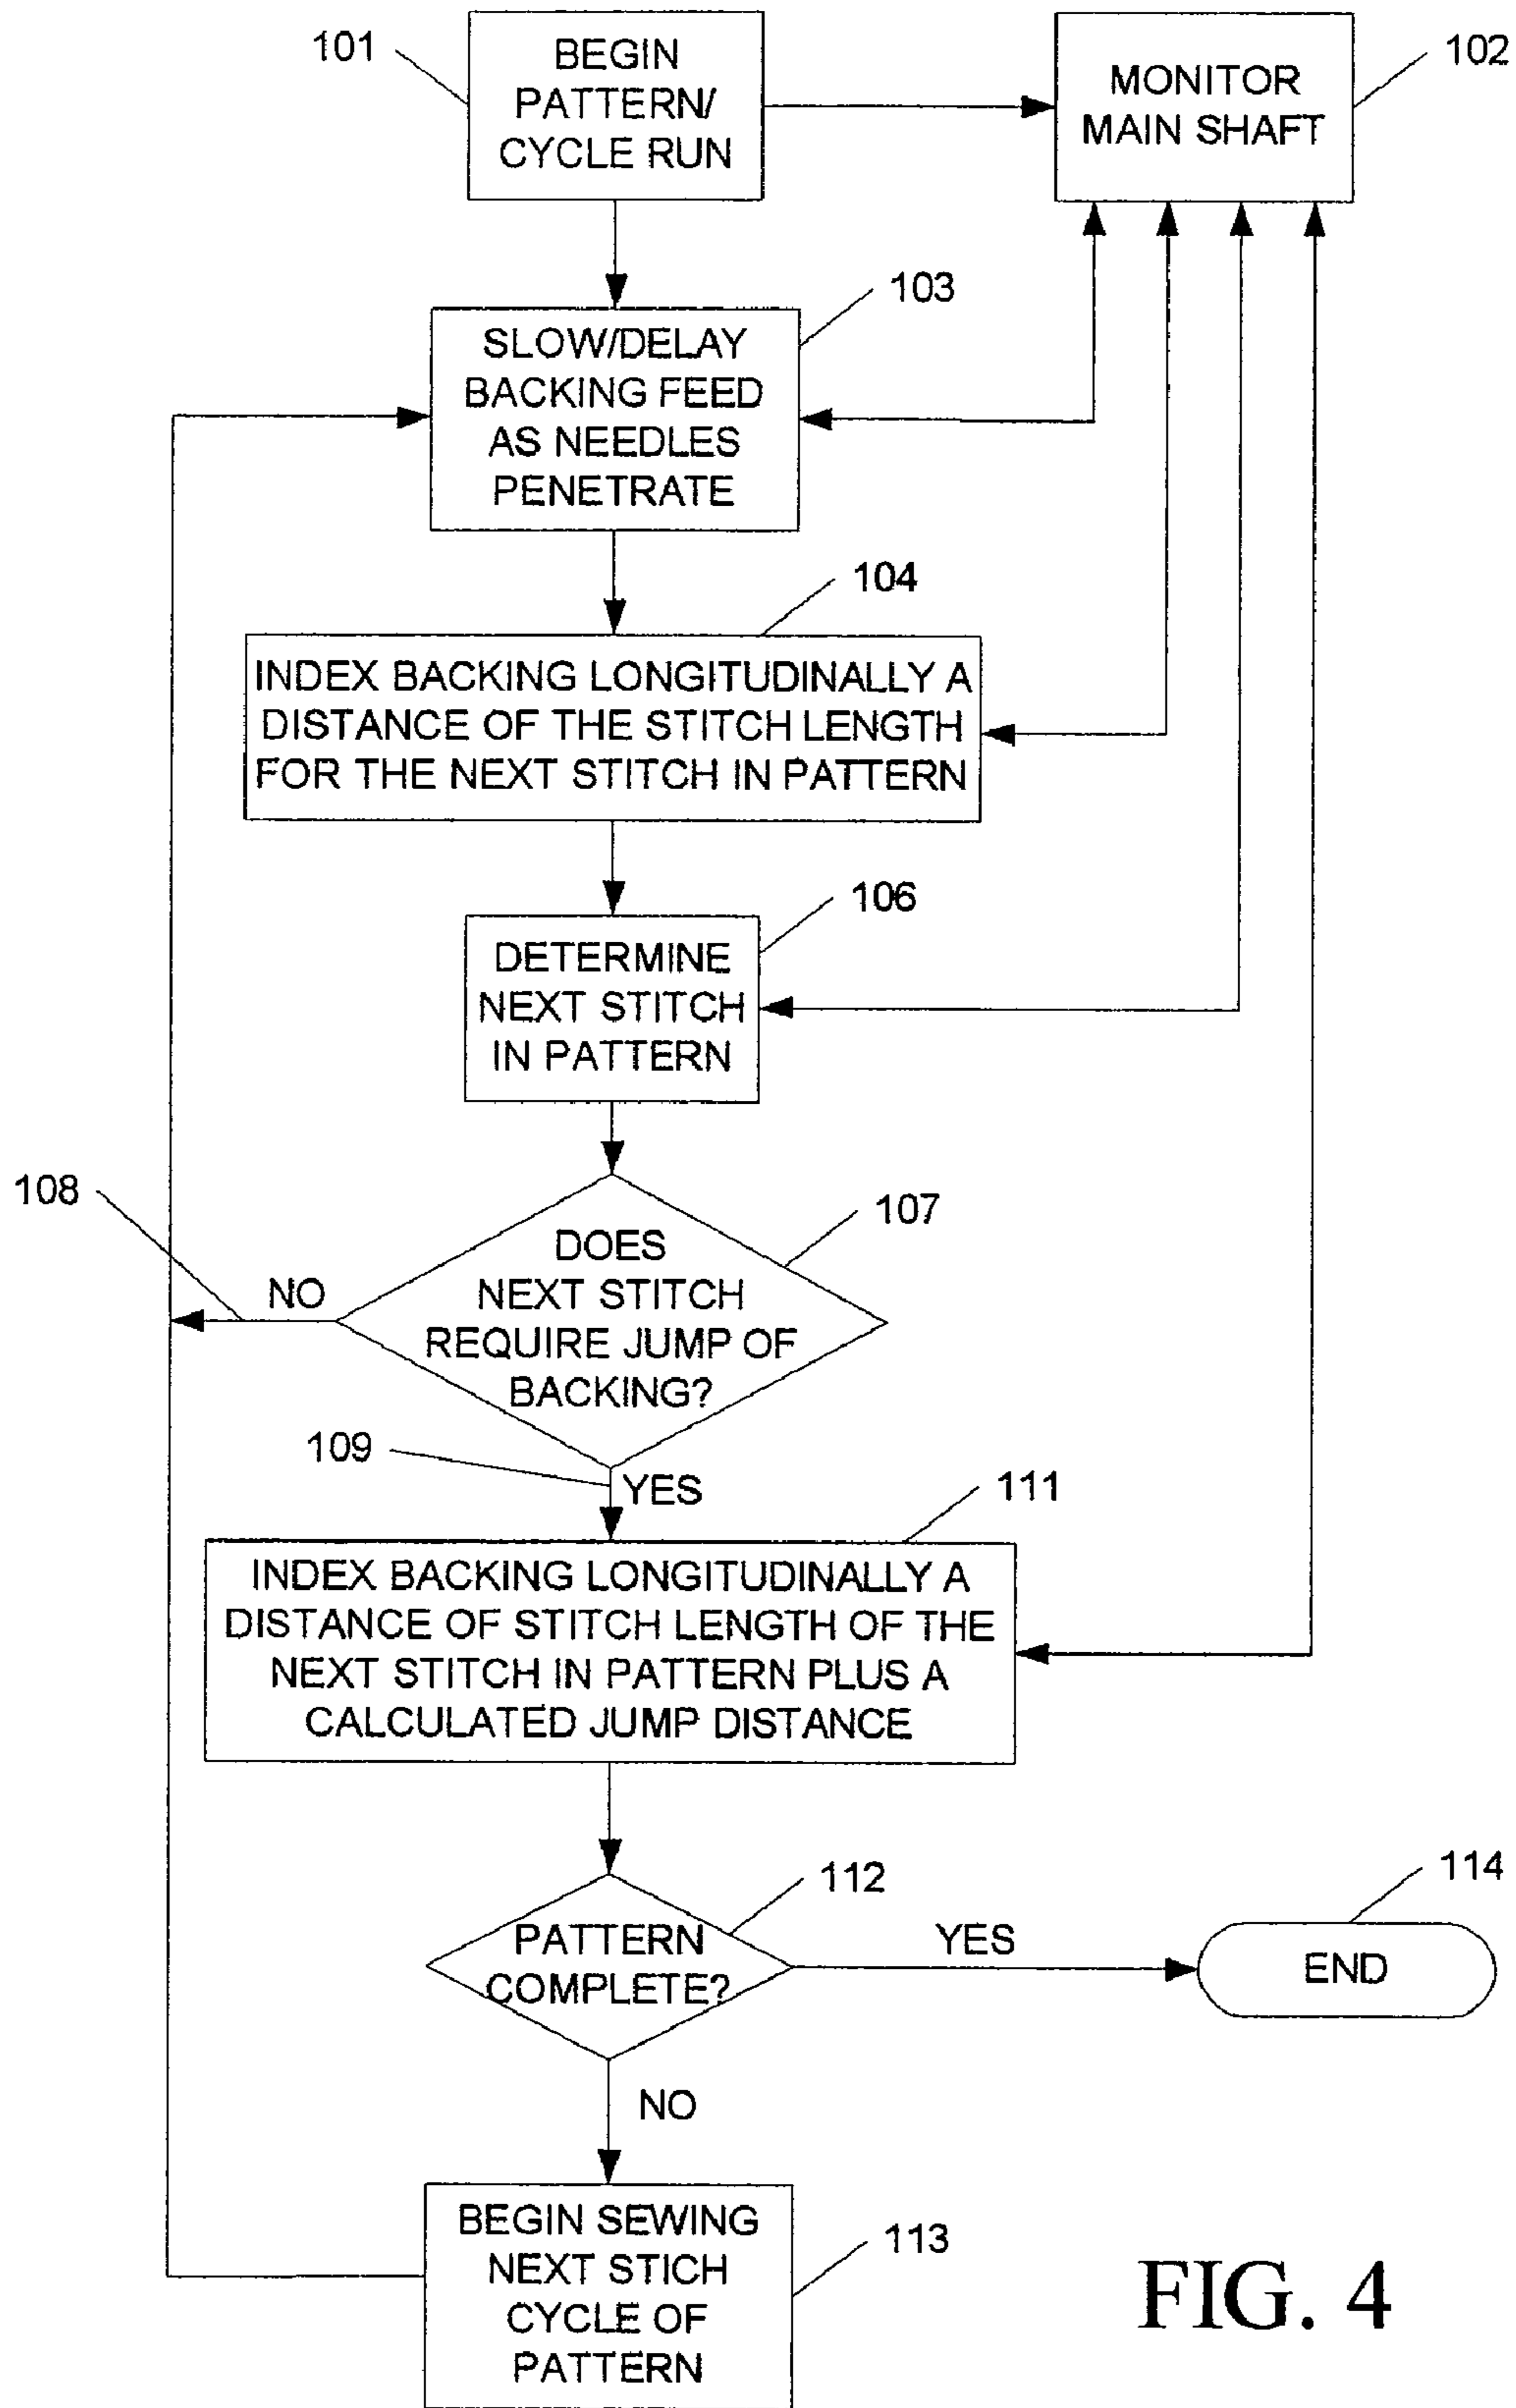 101
BEGIN
PATTERN/
CYCLE RUN
MONITOR
MAIN SHAFT
102
103
SLOW/DELAY
BACKING FEED
AS NEEDLES
PENETRATE
104
INDEX BACKING LONGITUDINALLY A
DISTANCE OF THE STITCH LENGTH
FOR THE NEXT STITCH IN PATTERN
106
DETERMINE
NEXT STITCH
IN PATTERN
108
107
DOES
NEXT STITCH
REQUIRE JUMP OF
BACKING?
NO
109
YES
111
INDEX BACKING LONGITUDINALLY A
DISTANCE OF STITCH LENGTH OF THE
NEXT STITCH IN PATTERN PLUS A
CALCULATED JUMP DISTANCE
112
PATTERN
COMPLETE?
YES
114
END
NO
BEGIN SEWING
NEXT STICH
CYCLE OF
PATTERN
113
FIG. 4